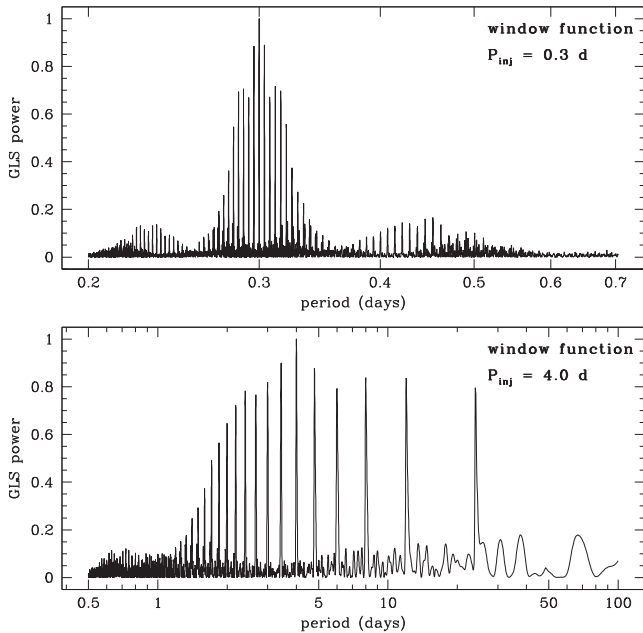 window function
P_inj = 0.3 d
GLS power
1
0.8
0.6
0.4
0.2
0
0.2 0.3 0.4 0.5 0.6 0.7
period (days)
window function
P_inj = 4.0 d
GLS power
1
0.8
0.6
0.4
0.2
0
0.5 1 5 10 50 100
period (days)